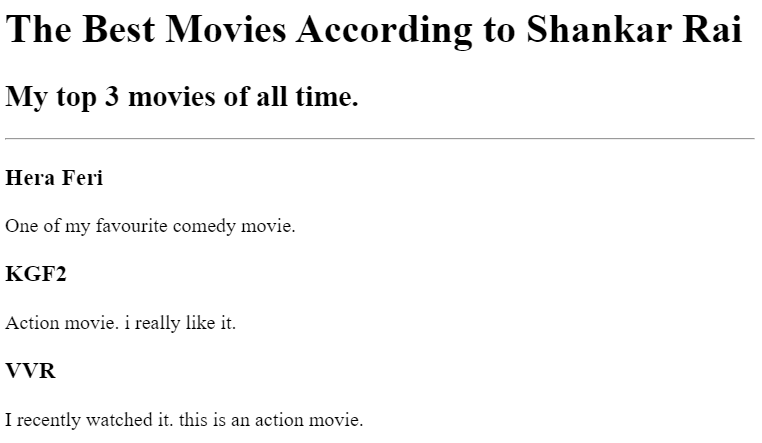 The Best Movies According to Shankar Rai
My top 3 movies of all time.
Hera Feri
One of my favourite comedy movie.
KGF2
Action movie. i really like it.
VVR
I recently watched it. this is an action movie.